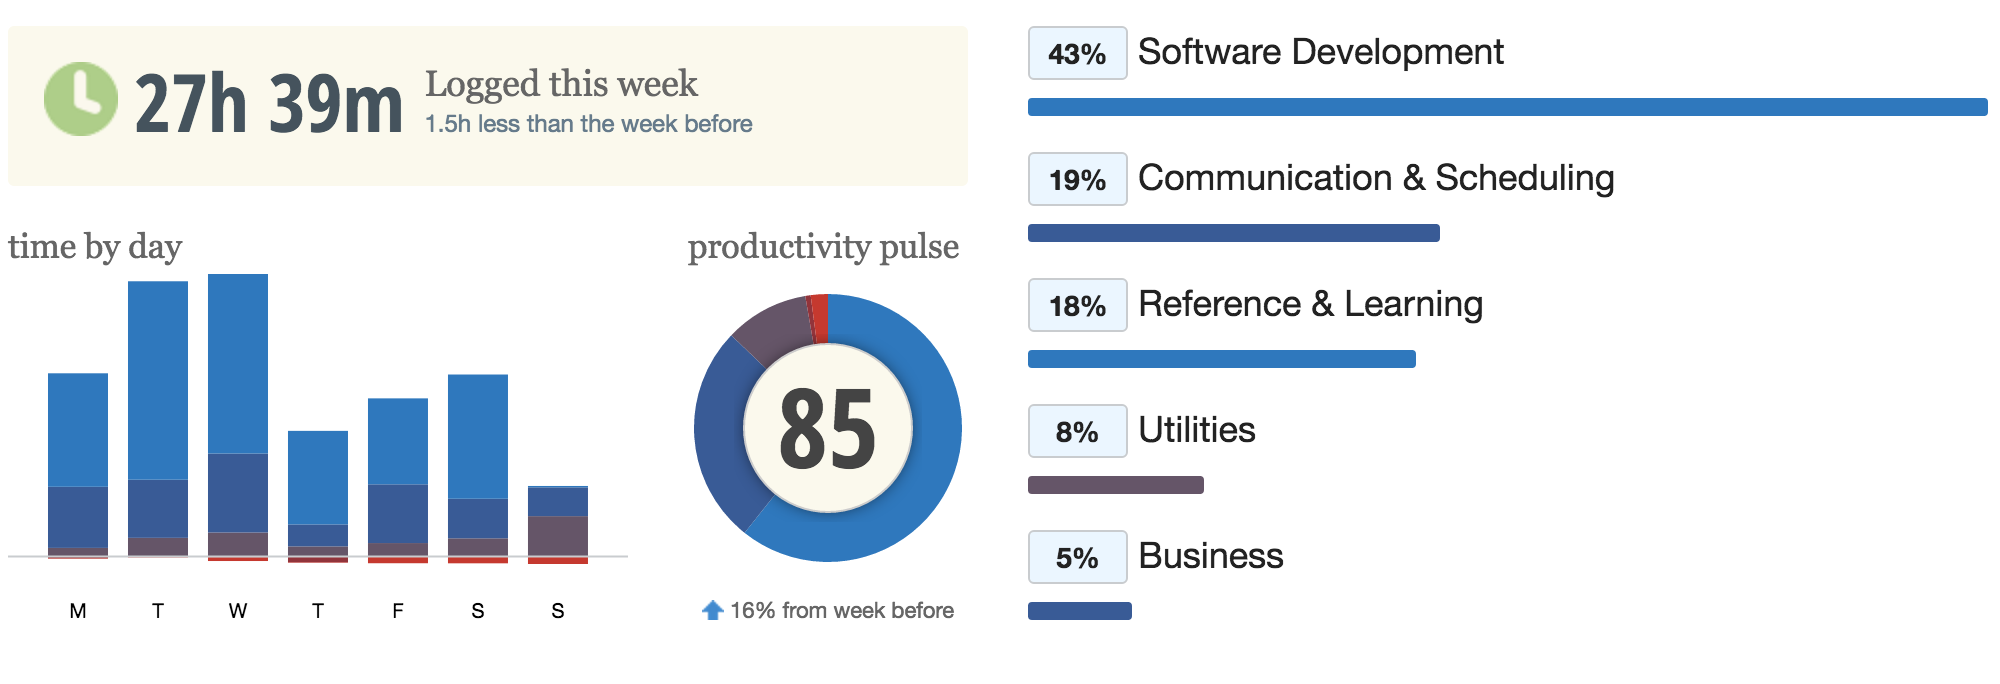 27h 39m
Logged this week
1.5h less than the week before
time by day
M T W T F S S
productivity pulse
85
16% from week before
43% Software Development
19% Communication & Scheduling
18% Reference & Learning
8% Utilities
5% Business